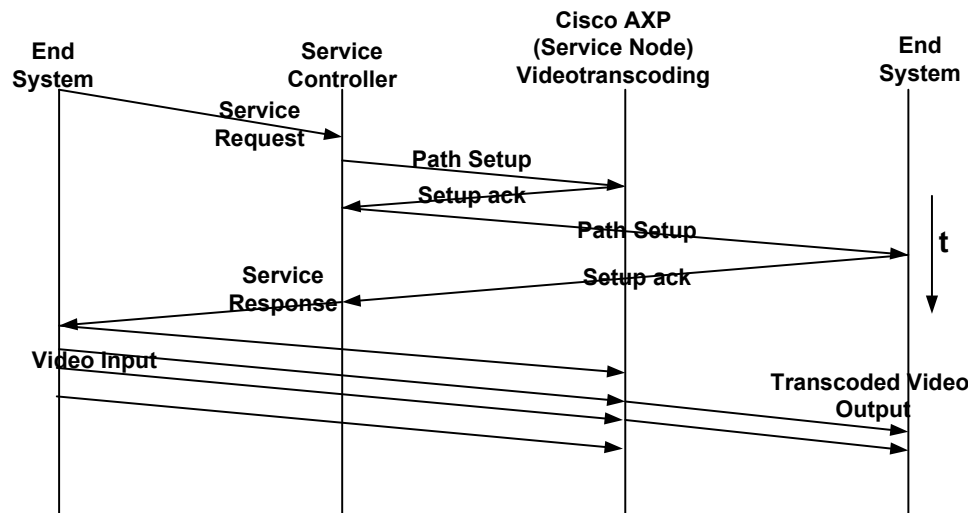 End
System
Service
Controller
Cisco AXP
(Service Node)
Videotranscoding
End
System
Service
Request
Path Setup
Setup ack
Path Setup
t
Setup ack
Service
Response
Video Input
Transcoded Video
Output